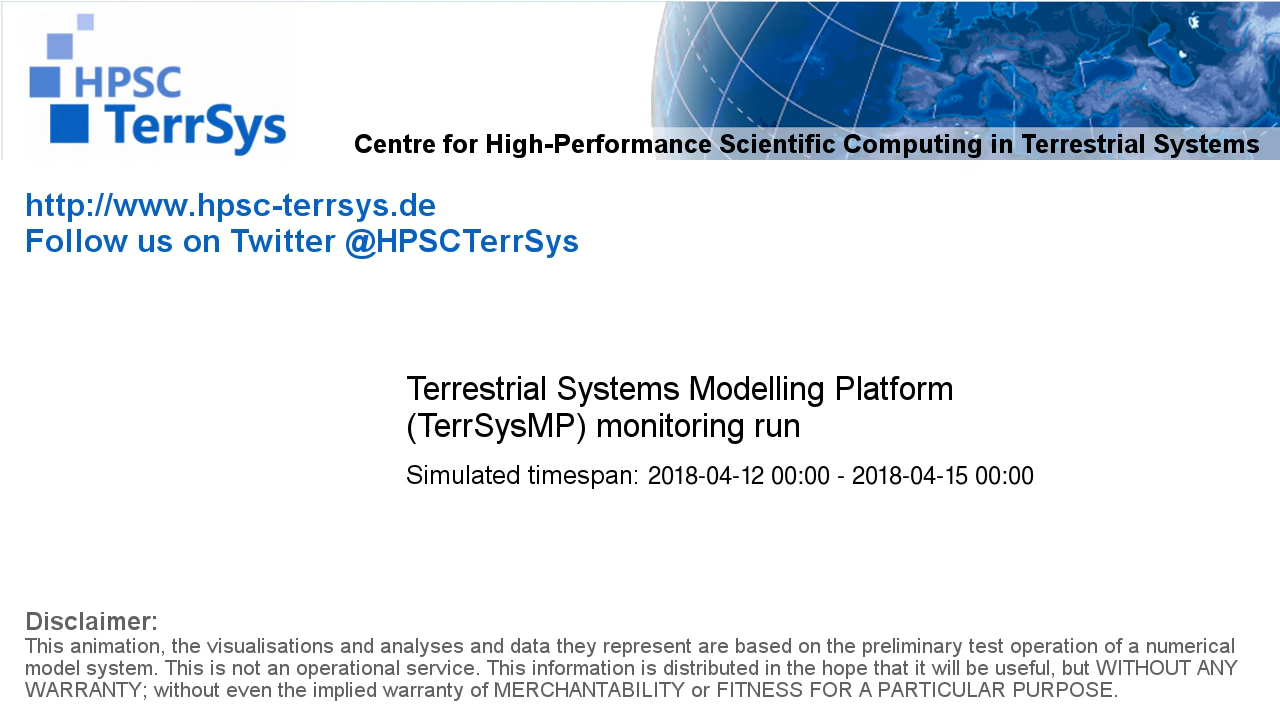 HPSC
TerrSys
Centre for High-Performance Scientific Computing in Terrestrial Systems
http://www.hpsc-terrsys.de
Follow us on Twitter @HPSCTerrSys
Terrestrial Systems Modelling Platform
(TerrSysMP) monitoring run
Simulated timespan: 2018-04-12 00:00 - 2018-04-15 00:00
Disclaimer:
This animation, the visualisations and analyses and data they represent are based on the preliminary test operation of a numerical
model system. This is not an operational service. This information is distributed in the hope that it will be useful, but WITHOUT ANY
WARRANTY; without even the implied warranty of MERCHANTABILITY or FITNESS FOR A PARTICULAR PURPOSE.